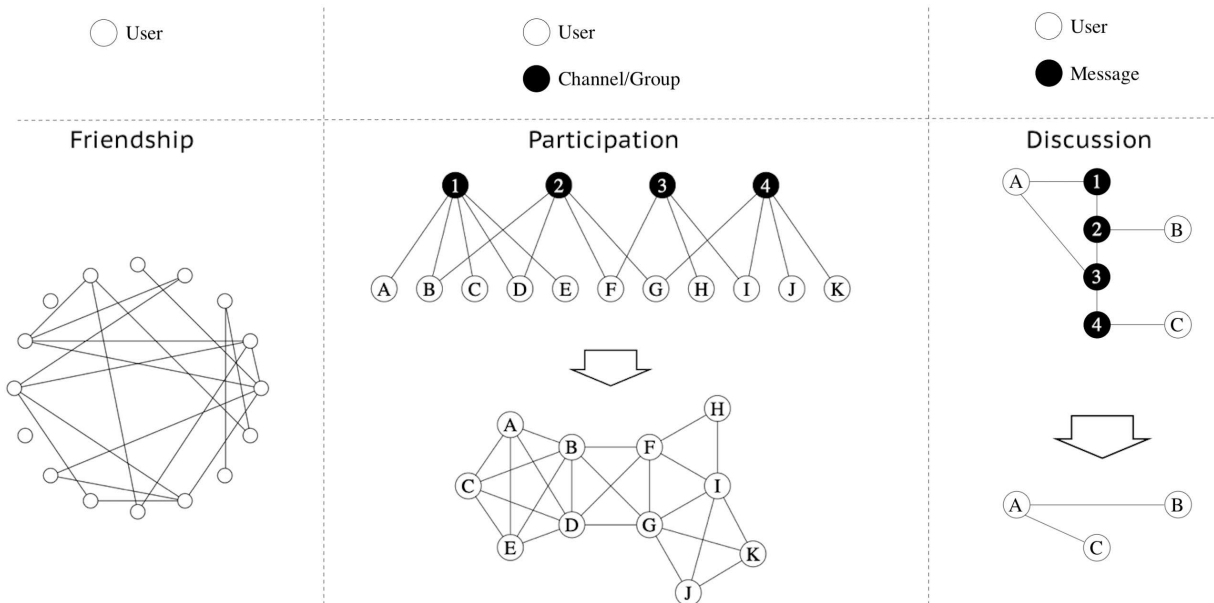 User
User
Channel/Group
User
Message
Friendship
Participation
Discussion
1 2 3 4
A B C D E F G H I J K
A 1
2 B
3
4 C
H
A
B F
C I
D G
E
K
J
A B
C